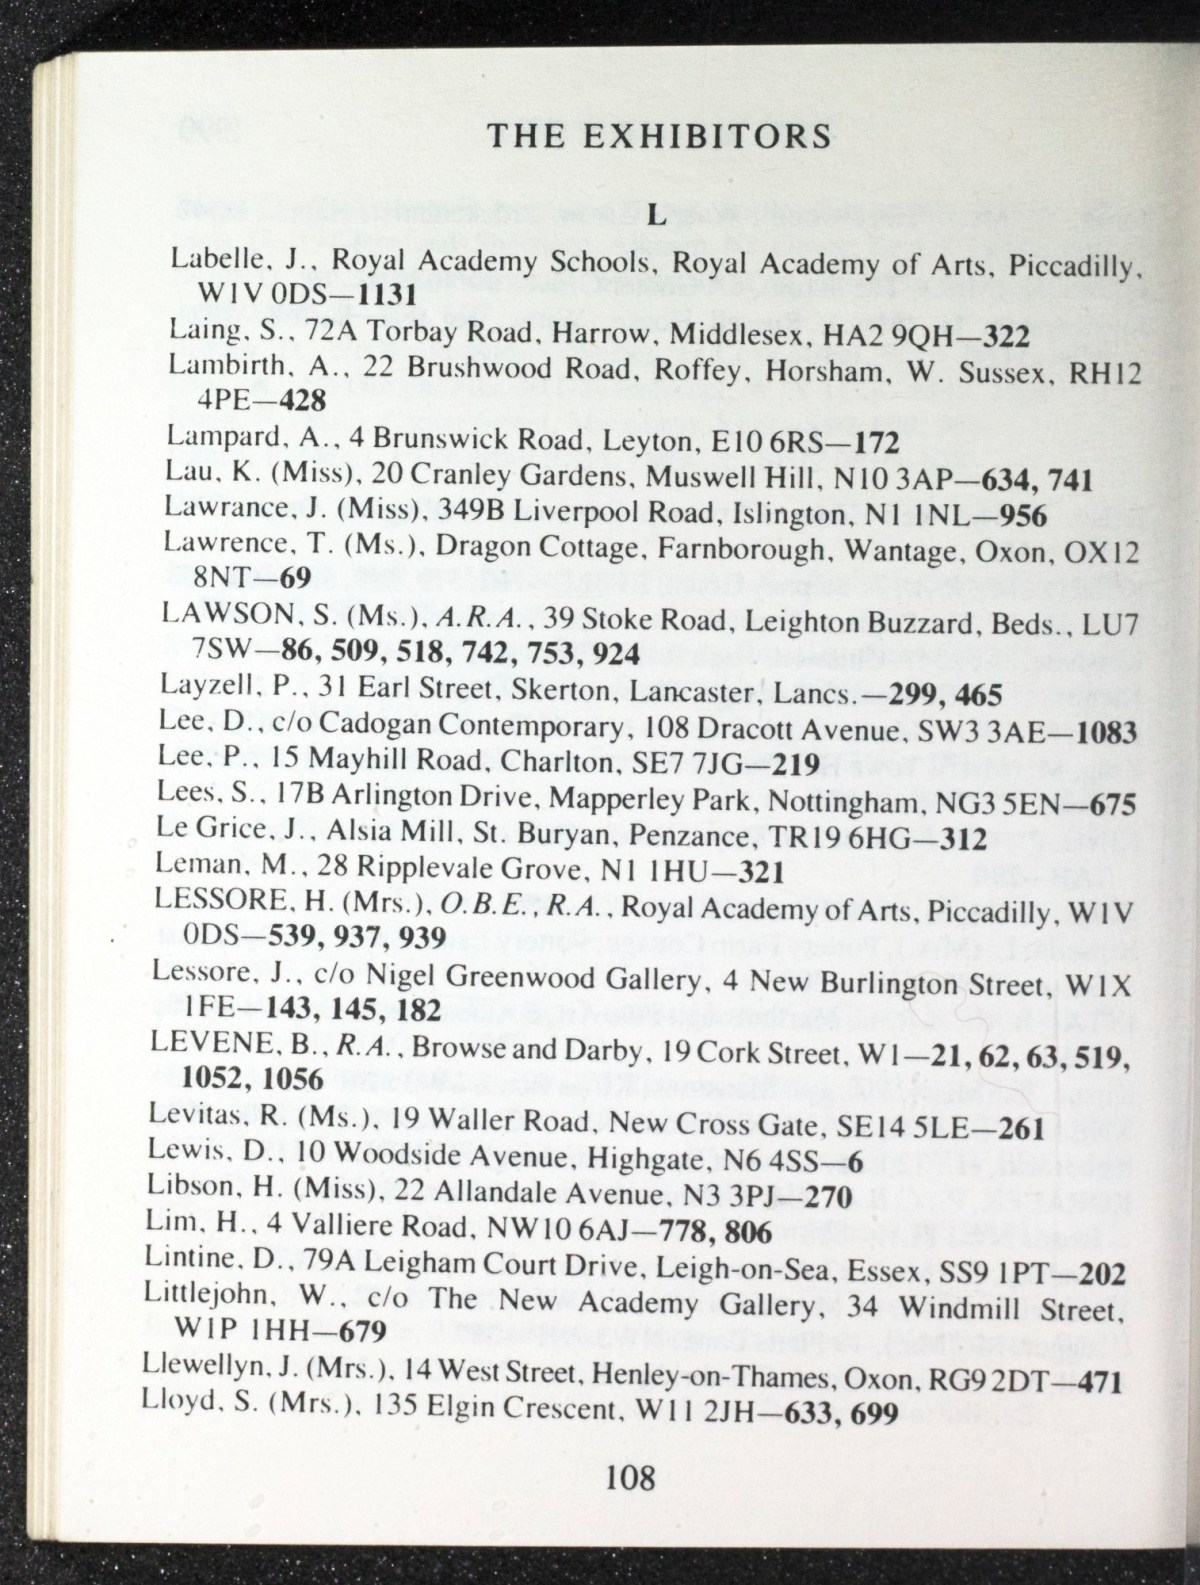 THE EXHIBITORS
L
Labelle, J., Royal Academy Schools, Royal Academy of Arts, Piccadilly,
W1V 0DS—1131
Laing, S., 72A Torbay Road, Harrow, Middlesex, HA2 9QH—322
Lambirth, A., 22 Brushwood Road, Roffey, Horsham, W. Sussex, RH12
4PE—428
Lampard, A., 4 Brunswick Road, Leyton, E10 6RS—172
Lau, K. (Miss), 20 Cranley Gardens, Muswell Hill, N10 3AP—634, 741
Lawrance, J. (Miss), 349B Liverpool Road, Islington, N1 1NL—956
Lawrence, T. (Ms.), Dragon Cottage, Farnborough, Wantage, Oxon, OX12
8NT—69
LAWSON, S. (Ms.), A.R.A., 39 Stoke Road, Leighton Buzzard, Beds., LU7
7SW—86, 509, 518, 742, 753, 924
Layzell, P., 31 Earl Street, Skerton, Lancaster, Lancs.—299, 465
Lee, D., c/o Cadogan Contemporary, 108 Dracott Avenue, SW3 3AE—1083
Lee, P., 15 Mayhill Road, Charlton, SE7 7JG—219
Lees, S., 17B Arlington Drive, Mapperley Park, Nottingham, NG3 5EN—675
Le Grice, J., Alsia Mill, St. Buryan, Penzance, TR19 6HG—312
Leman, M., 28 Ripplevale Grove, N1 1HU—321
LESSORE, H. (Mrs.), O.B.E., R.A., Royal Academy of Arts, Piccadilly, W1V
0DS—539, 937, 939
Lessore, J., c/o Nigel Greenwood Gallery, 4 New Burlington Street, W1X
1FE—143, 145, 182
LEVENE, B., R.A., Browse and Darby, 19 Cork Street, W1—21, 62, 63, 519,
1052, 1056
Levitas, R. (Ms.), 19 Waller Road, New Cross Gate, SE14 5LE—261
Lewis, D., 10 Woodside Avenue, Highgate, N6 4SS—6
Libson, H. (Miss), 22 Allandale Avenue, N3 3PJ—270
Lim, H., 4 Valliere Road, NW10 6AJ—778, 806
Lintine, D., 79A Leigham Court Drive, Leigh-on-Sea, Essex, SS9 1PT—202
Littlejohn, W., c/o The New Academy Gallery, 34 Windmill Street,
W1P 1HH—679
Llewellyn, J. (Mrs.), 14 West Street, Henley-on-Thames, Oxon, RG9 2DT—471
Lloyd, S. (Mrs.), 135 Elgin Crescent, W11 2JH—633, 699
108